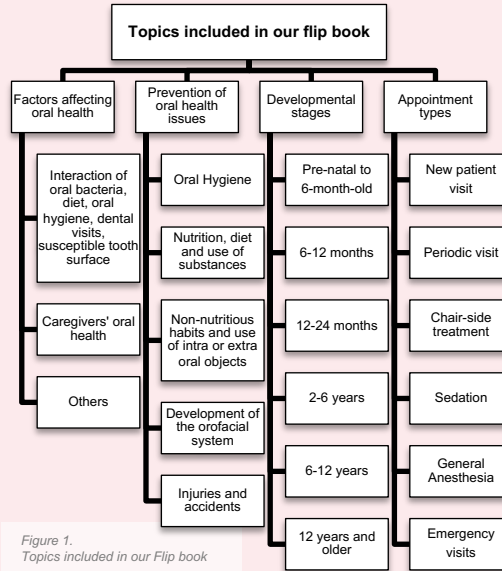 Topics included in our flip book
Factors affecting
oral health
Interaction of
oral bacteria,
diet, oral
hygiene, dental
visits,
susceptible tooth
surface
Caregivers' oral
health
Others
Prevention of
oral health
issues
Oral Hygiene
Nutrition, diet
and use of
substances
Non-nutritious
habits and use
of intra or extra
oral objects
Development of
the orofacial
system
Injuries and
accidents
Developmental
stages
Pre-natal to
6-month-old
6-12 months
12-24 months
2-6 years
6-12 years
12 years and
older
Appointment
types
New patient
visit
Periodic visit
Chair-side
treatment
Sedation
General
Anesthesia
Emergency
visits
Figure 1.
Topics included in our Flip book